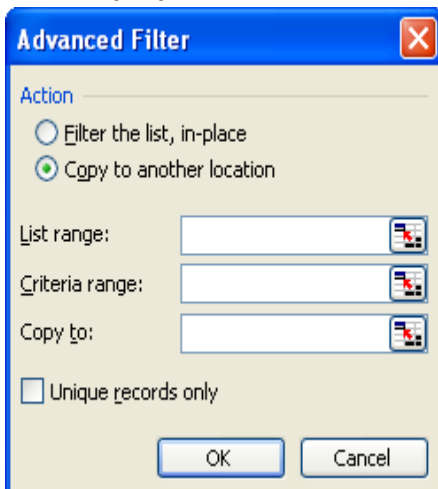 Advanced Filter
Action
Filter the list, in-place
Copy to another location
List range:
Criteria range:
Copy to:
Unique records only
OK Cancel